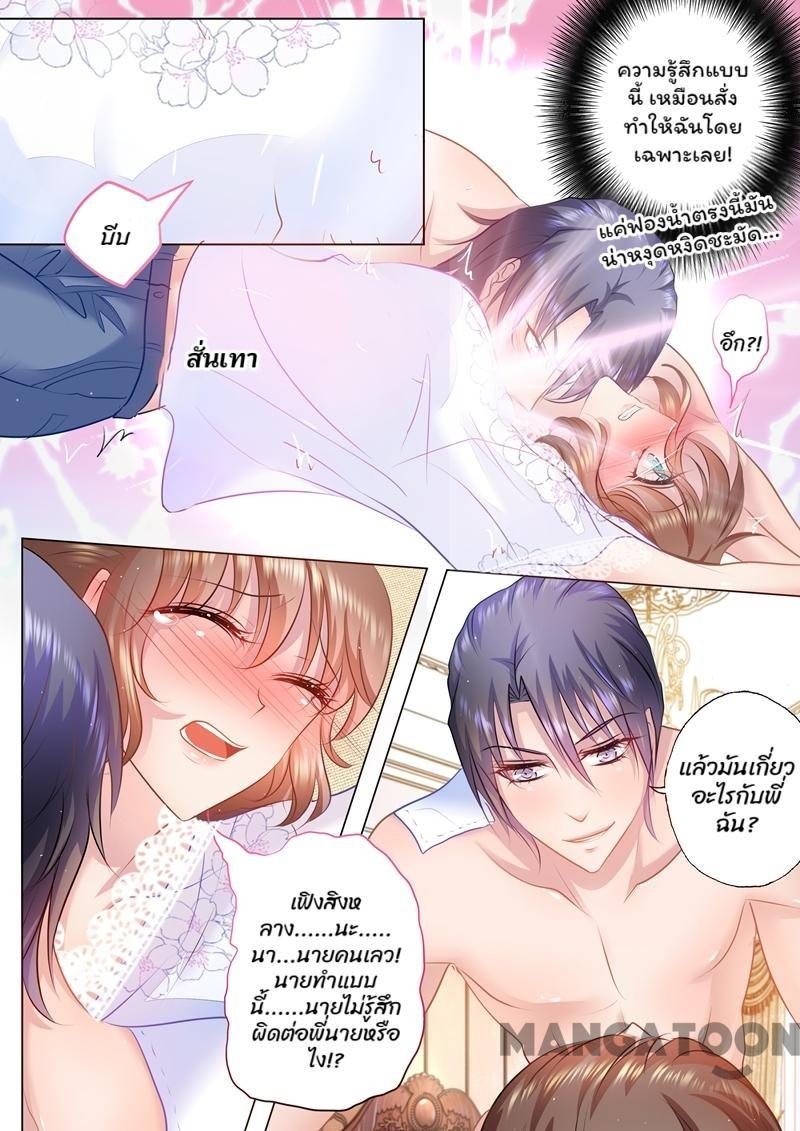 ความรู้สึกแบบ
นี้ เหมือนสั่ง
ทำให้ฉันโดย
เฉพาะเลย!
แค่ฟองน้ำตรงนี้มัน
น่าหงุดหงิดชะมัด...
บีบ
อึก?!
สั่นเทา
แล้วมันเกี่ยว
อะไรกับพี่
ฉัน?
เฟิงสิงห
ลาง......นะ.....
นา...นายคนเลว!
นายทำแบบ
นี้......นายไม่รู้สึก
ผิดต่อพี่นายหรือ
ไง!?
MANGATOON